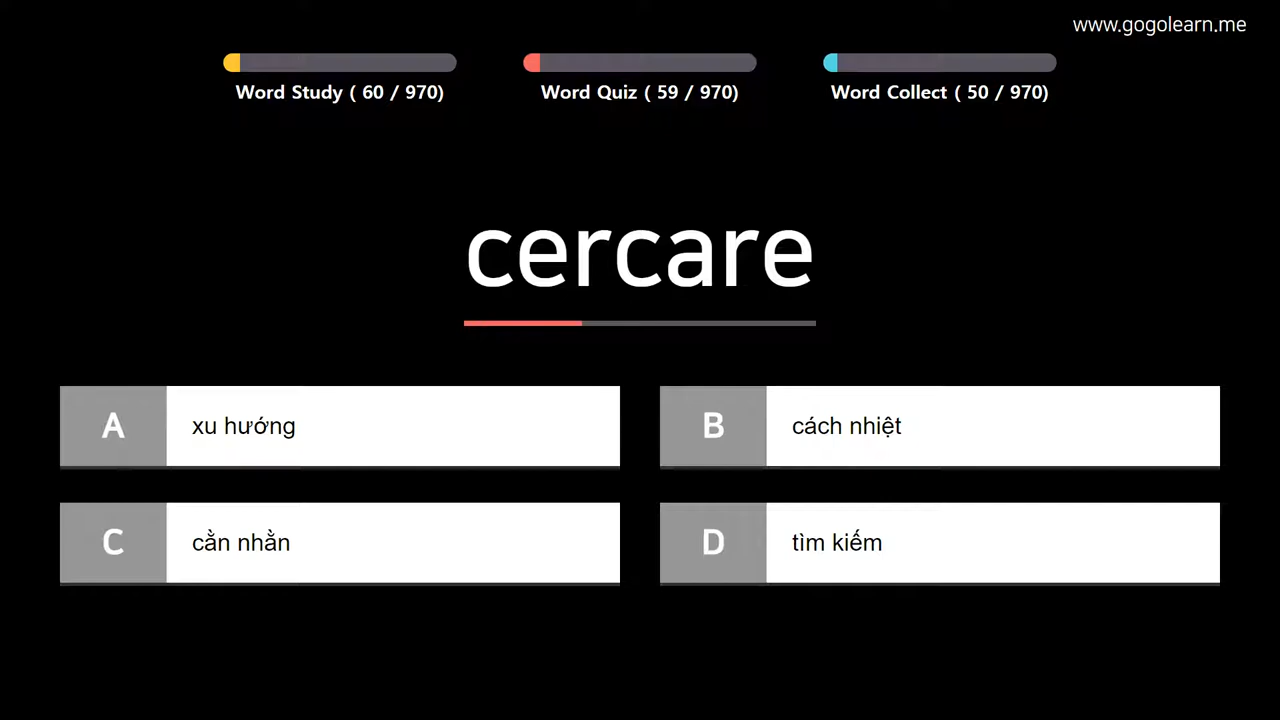 www.gogolearn.me
Word Study ( 60 / 970)
Word Quiz ( 59 / 970)
Word Collect ( 50 / 970)
cercare
A xu hướng
B cách nhiệt
C cằn nhằn
D tìm kiếm